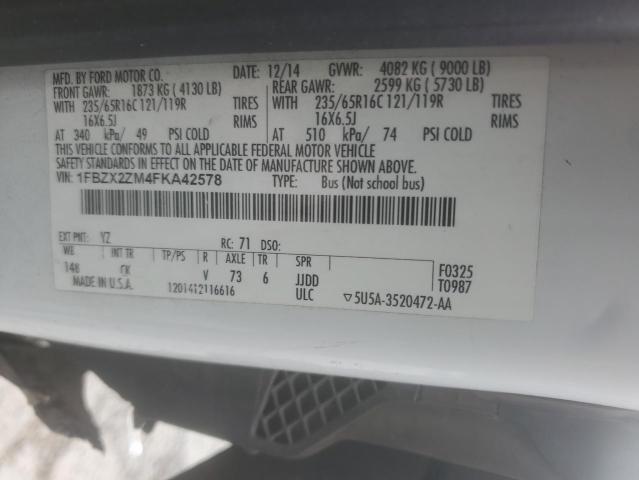 MFD. BY FORD MOTOR CO. DATE: 12/14 GVWR: 4082 KG ( 9000 LB)
FRONT GAWR: 1873 KG ( 4130 LB) REAR GAWR: 2599 KG ( 5730 LB)
WITH 235/65R16C 121/119R TIRES WITH 235/65R16C 121/119R TIRES
16X6.5J RIMS 16X6.5J RIMS
AT 340 kPa/ 49 PSI COLD AT 510 kPa/ 74 PSI COLD
THIS VEHICLE CONFORMS TO ALL APPLICABLE FEDERAL MOTOR VEHICLE
SAFETY STANDARDS IN EFFECT ON THE DATE OF MANUFACTURE SHOWN ABOVE.
VIN: 1FBZX2ZM4FKA42578 TYPE: Bus (Not school bus)
EXT PNT: YZ RC: 71 DSO:
WB INT TR TP/PS R AXLE TR SPR F0325
148 CK V 73 6 JJDD T0987
MADE IN U.S.A. 1201412116616 ULC ▽5U5A-3520472-AA